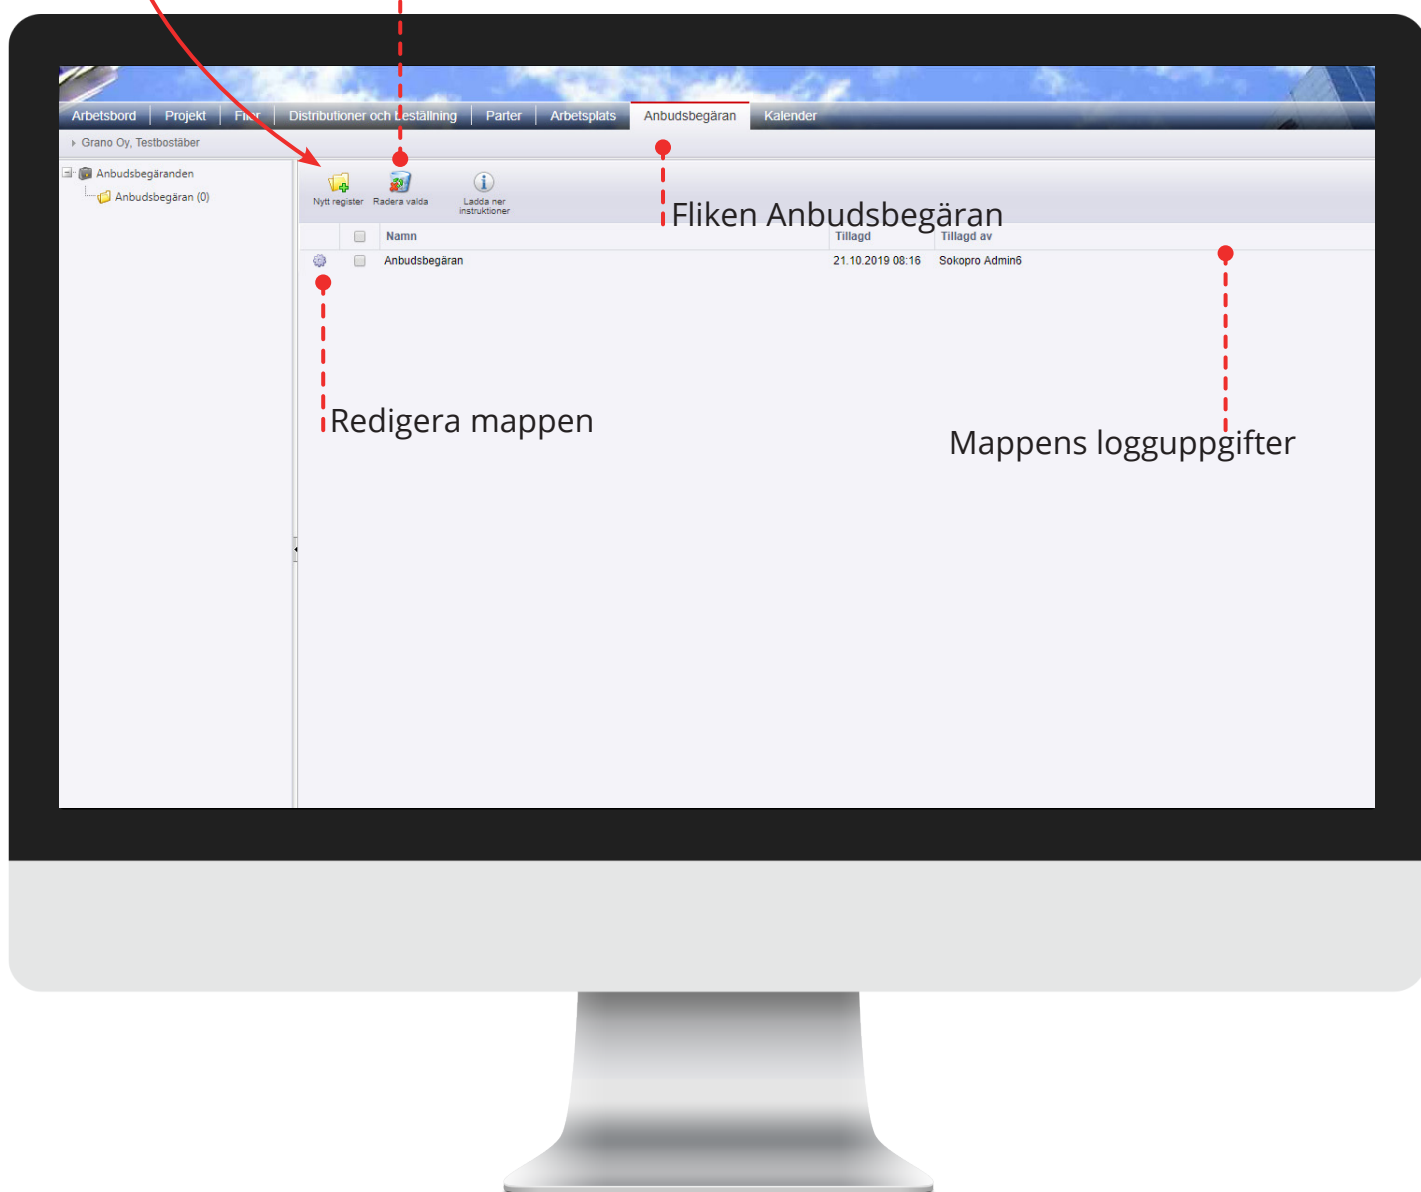 Arbetsbord Projekt Filer Distributioner och beställning Parter Arbetsplats Anbudsbegäran Kalender
Grano Oy, Testbostäber
Anbudsbegäranden
Anbudsbegäran (0)
Nytt register Radera valda Ladda ner
instruktioner
Fliken Anbudsbegäran
Namn Tillagd Tillagd av
Anbudsbegäran 21.10.2019 08:16 Sokopro Admin6
Redigera mappen
Mappens logguppgifter